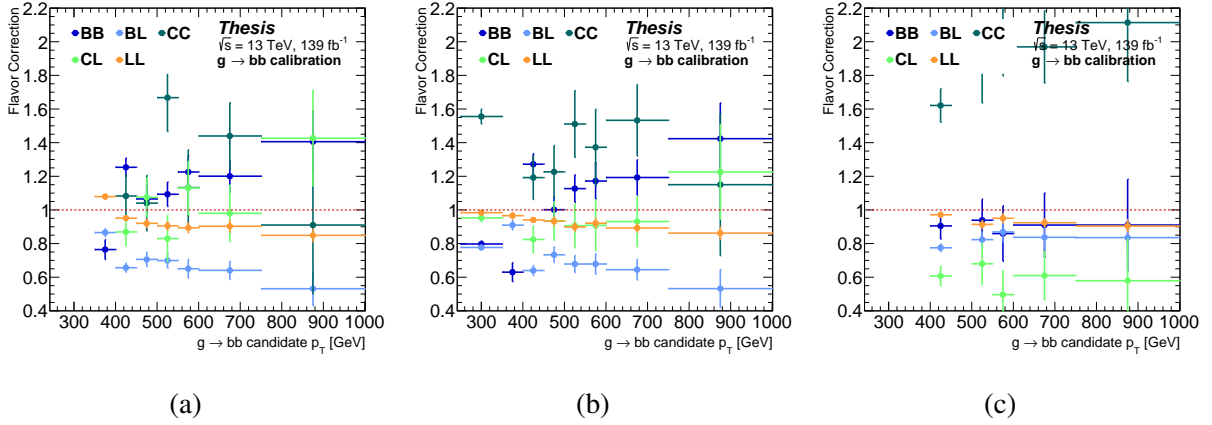 Flavor Correction
2.2
2
1.8
1.6
1.4
1.2
1
0.8
0.6
0.4
BB BL CC
CL LL
Thesis
√s = 13 TeV, 139 fb⁻¹
g → bb calibration
300 400 500 600 700 800 900 1000
g → bb candidate p_T [GeV]
(a)
Flavor Correction
2.2
2
1.8
1.6
1.4
1.2
1
0.8
0.6
0.4
BB BL CC
CL LL
Thesis
√s = 13 TeV, 139 fb⁻¹
g → bb calibration
300 400 500 600 700 800 900 1000
g → bb candidate p_T [GeV]
(b)
Flavor Correction
2.2
2
1.8
1.6
1.4
1.2
1
0.8
0.6
0.4
BB BL CC
CL LL
Thesis
√s = 13 TeV, 139 fb⁻¹
g → bb calibration
300 400 500 600 700 800 900 1000
g → bb candidate p_T [GeV]
(c)